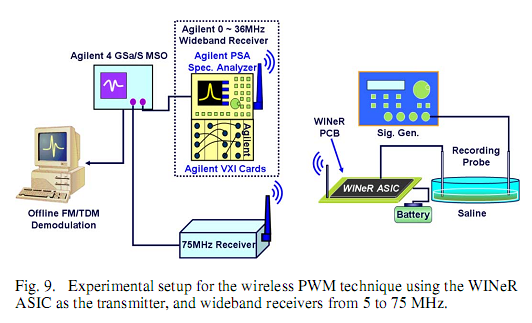 Agilent 0 ~ 36MHz
Wideband Receiver
Agilent 4 GSa/S MSO
Agilent PSA
Spec. Analyzer
Agilent
Agilent VXI Cards
Offline FM/TDM
Demodulation
75MHz Receiver
WINeR
PCB
Sig. Gen.
Recording
Probe
WINeR ASIC
Battery
Saline
Fig. 9. Experimental setup for the wireless PWM technique using the WINeR
ASIC as the transmitter, and wideband receivers from 5 to 75 MHz.